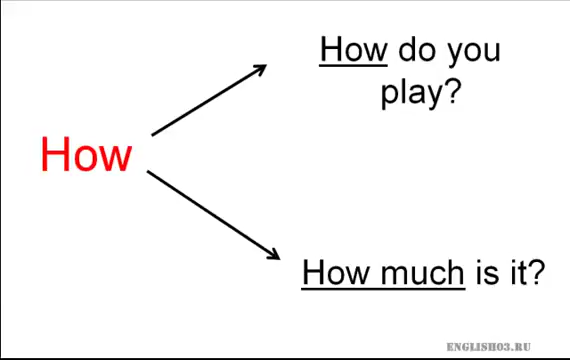 How do you
play?
How
How much is it?
ENGLISH03.RU